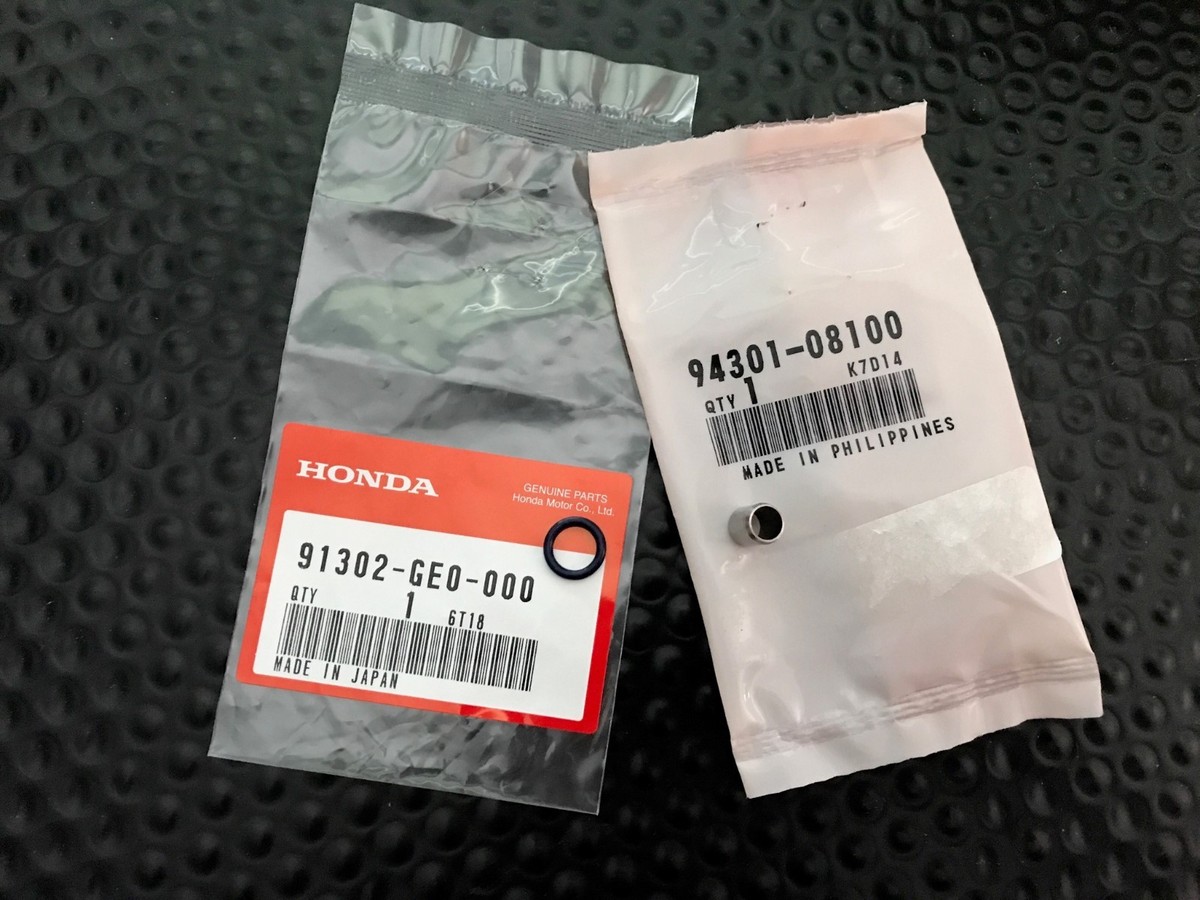 HONDA
GENUINE PARTS
Honda Motor Co., Ltd.
91302-GE0-000
QTY 1 6T18
MADE IN JAPAN
94301-08100
K7D14
QTY 1
MADE IN PHILIPPINES